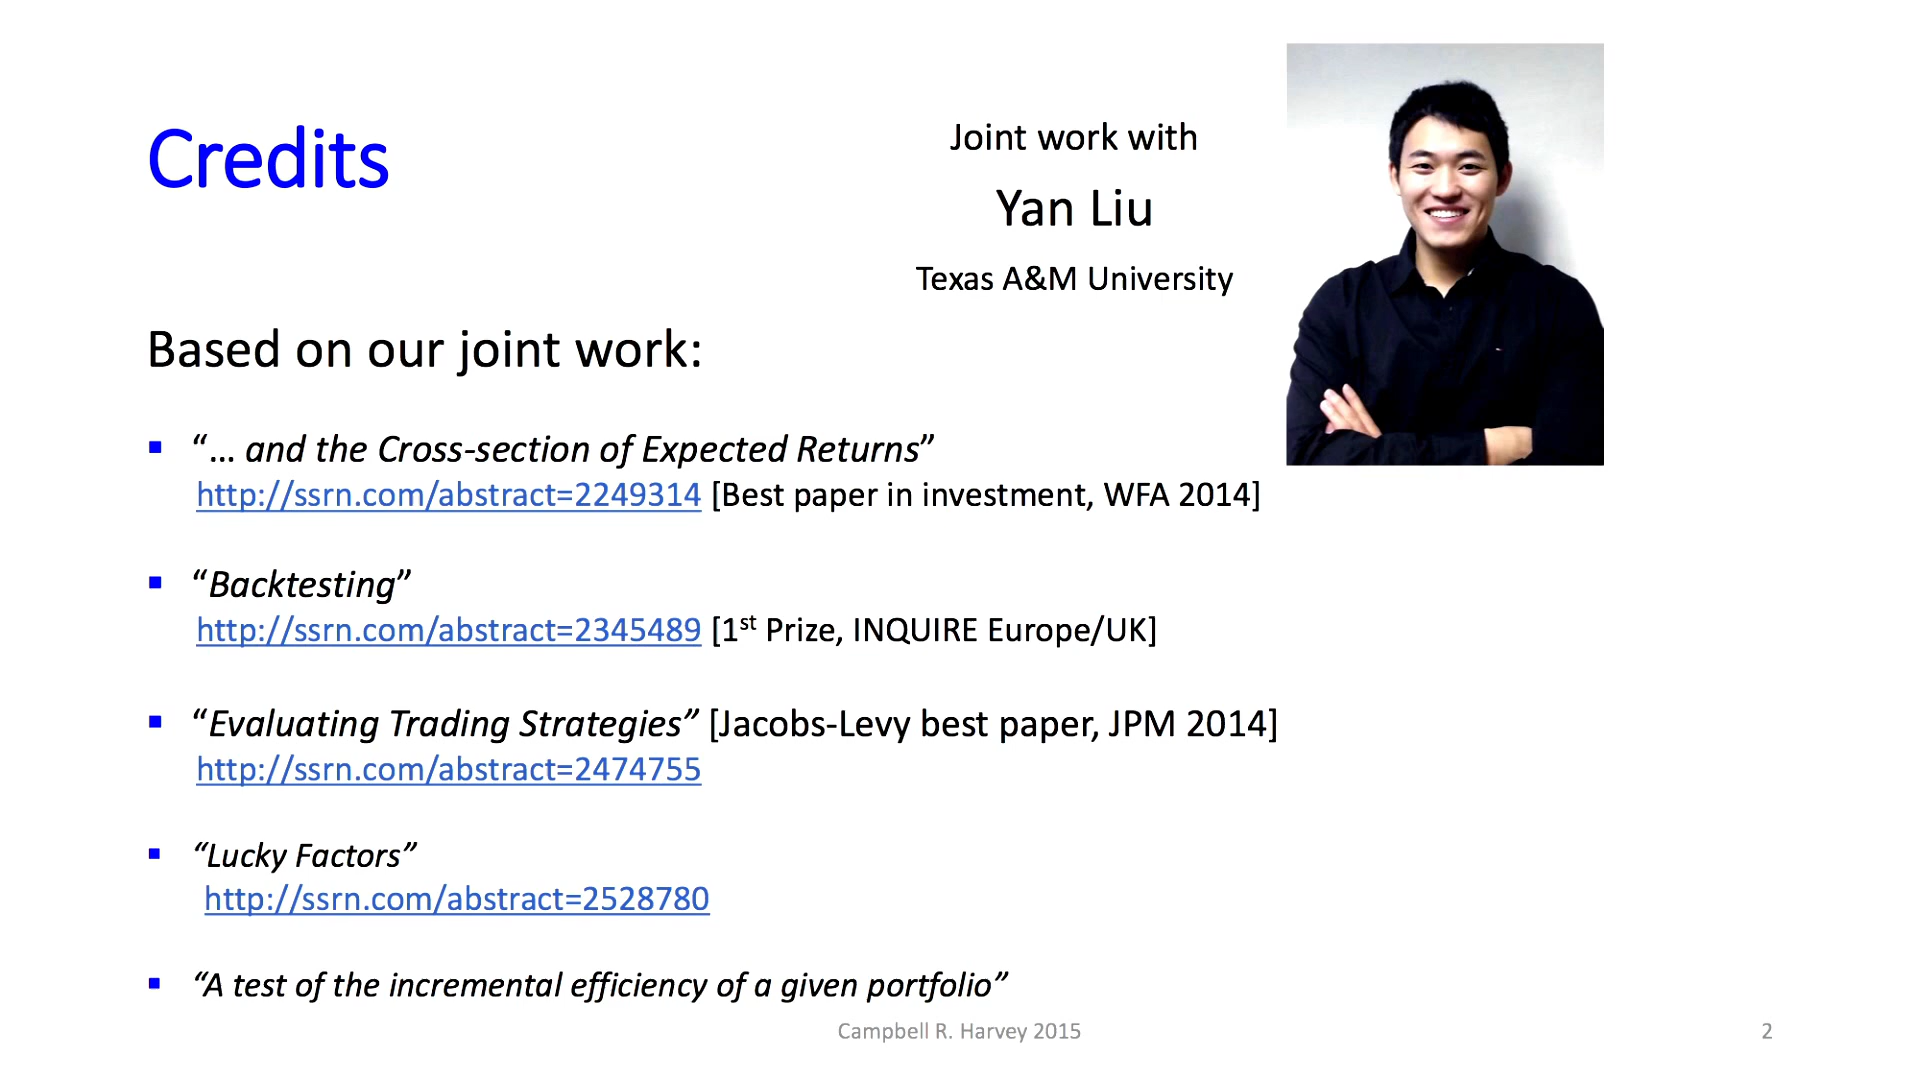 Credits
Joint work with
Yan Liu
Texas A&M University
Based on our joint work:
▪ “… and the Cross-section of Expected Returns”
http://ssrn.com/abstract=2249314 [Best paper in investment, WFA 2014]
▪ “Backtesting”
http://ssrn.com/abstract=2345489 [1st Prize, INQUIRE Europe/UK]
▪ “Evaluating Trading Strategies” [Jacobs-Levy best paper, JPM 2014]
http://ssrn.com/abstract=2474755
▪ “Lucky Factors”
http://ssrn.com/abstract=2528780
▪ “A test of the incremental efficiency of a given portfolio”
Campbell R. Harvey 2015
2